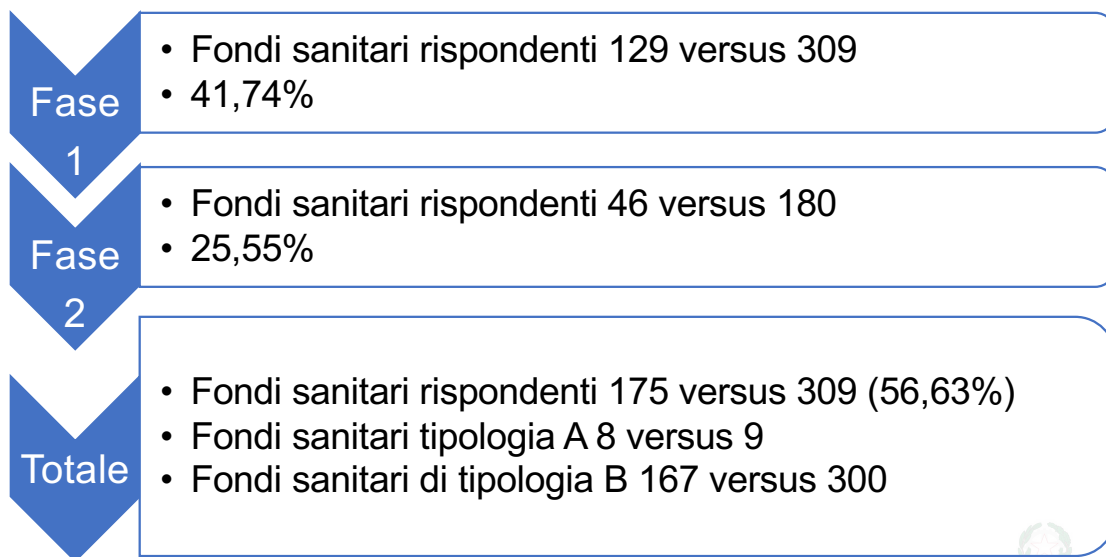 Fase
1
• Fondi sanitari rispondenti 129 versus 309
• 41,74%
Fase
2
• Fondi sanitari rispondenti 46 versus 180
• 25,55%
Totale
• Fondi sanitari rispondenti 175 versus 309 (56,63%)
• Fondi sanitari tipologia A 8 versus 9
• Fondi sanitari di tipologia B 167 versus 300